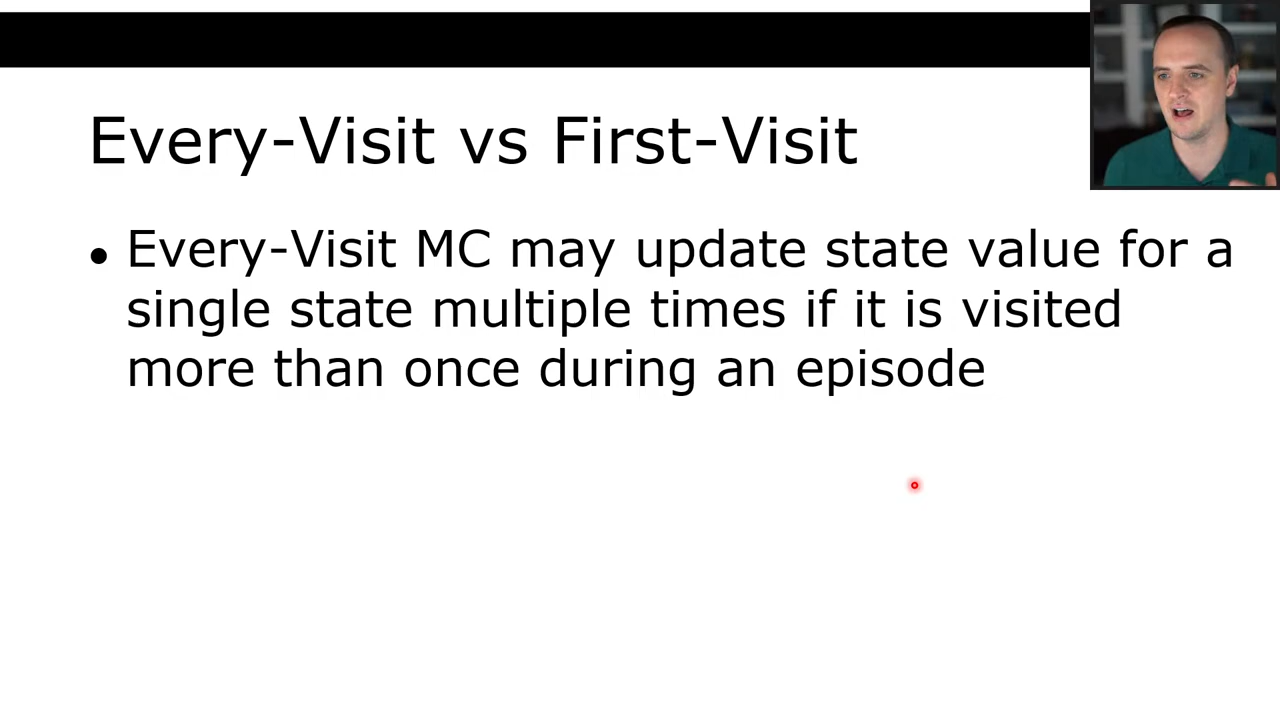 Every-Visit vs First-Visit
• Every-Visit MC may update state value for a
single state multiple times if it is visited
more than once during an episode